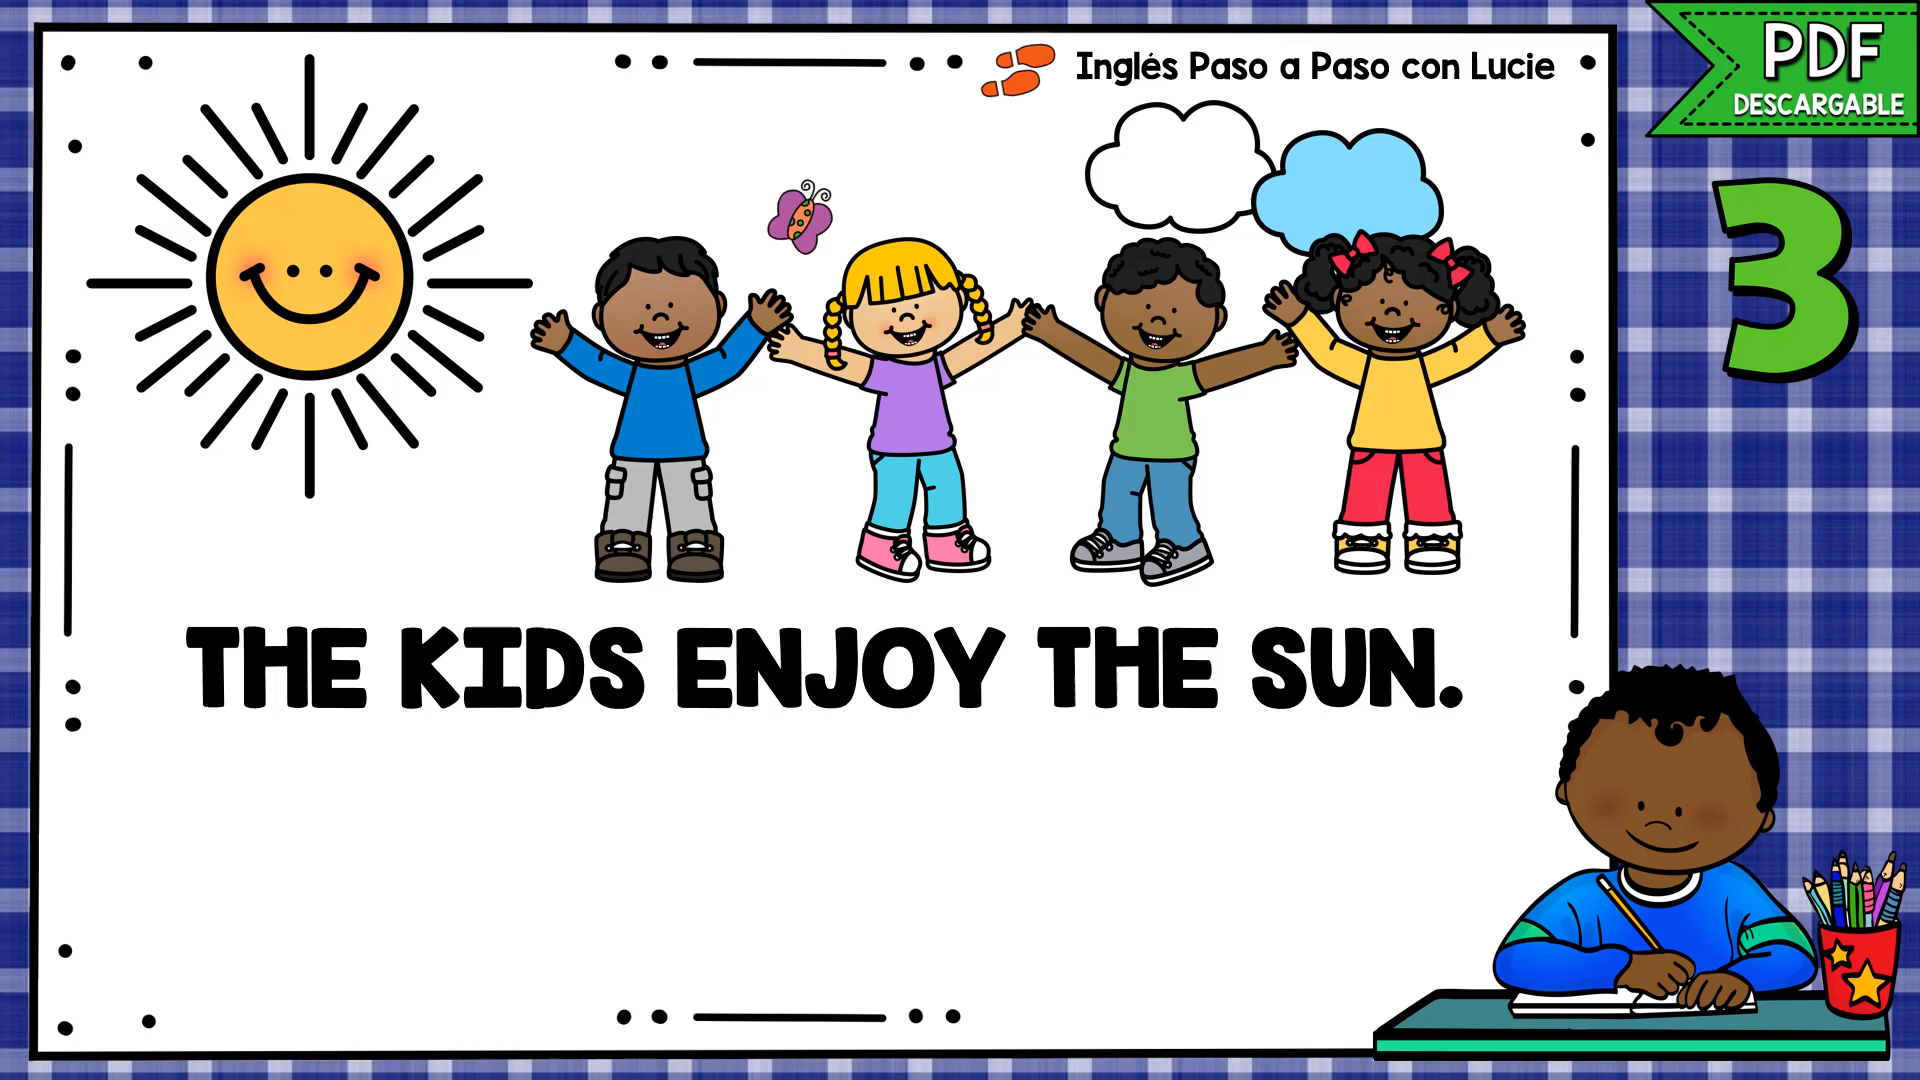 Inglés Paso a Paso con Lucie
PDF
DESCARGABLE
3
THE KIDS ENJOY THE SUN.